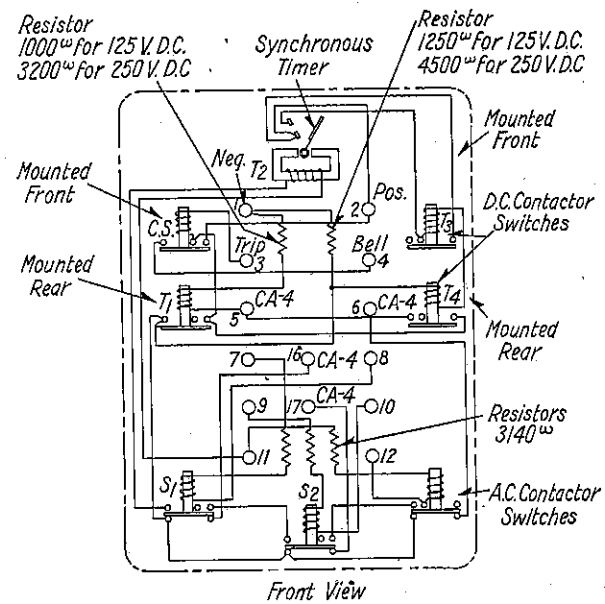 Resistor
1000ω for 125 V. D.C.
3200ω for 250 V. D.C
Synchronous
Timer
Resistor
1250ω for 125 V. D.C.
4500ω for 250 V. D.C
Mounted
Front
T2
Neg.
Mounted
Front
1
2
Pos.
C.S.
T3
D.C. Contactor
Switches
Trip
3
Bell
4
Mounted
Rear
T1
CA-4
5
6
CA-4
T4
Mounted
Rear
7
16
CA-4
8
9
17
CA-4
10
Resistors
3140ω
11
12
S1
S2
A.C. Contactor
Switches
Front View